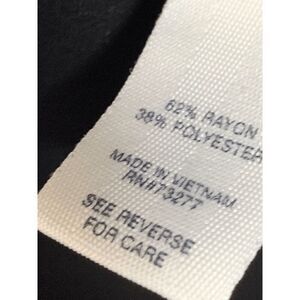 62% RAYON
38% POLYESTER
MADE IN VIETNAM
RN#73277
SEE REVERSE
FOR CARE